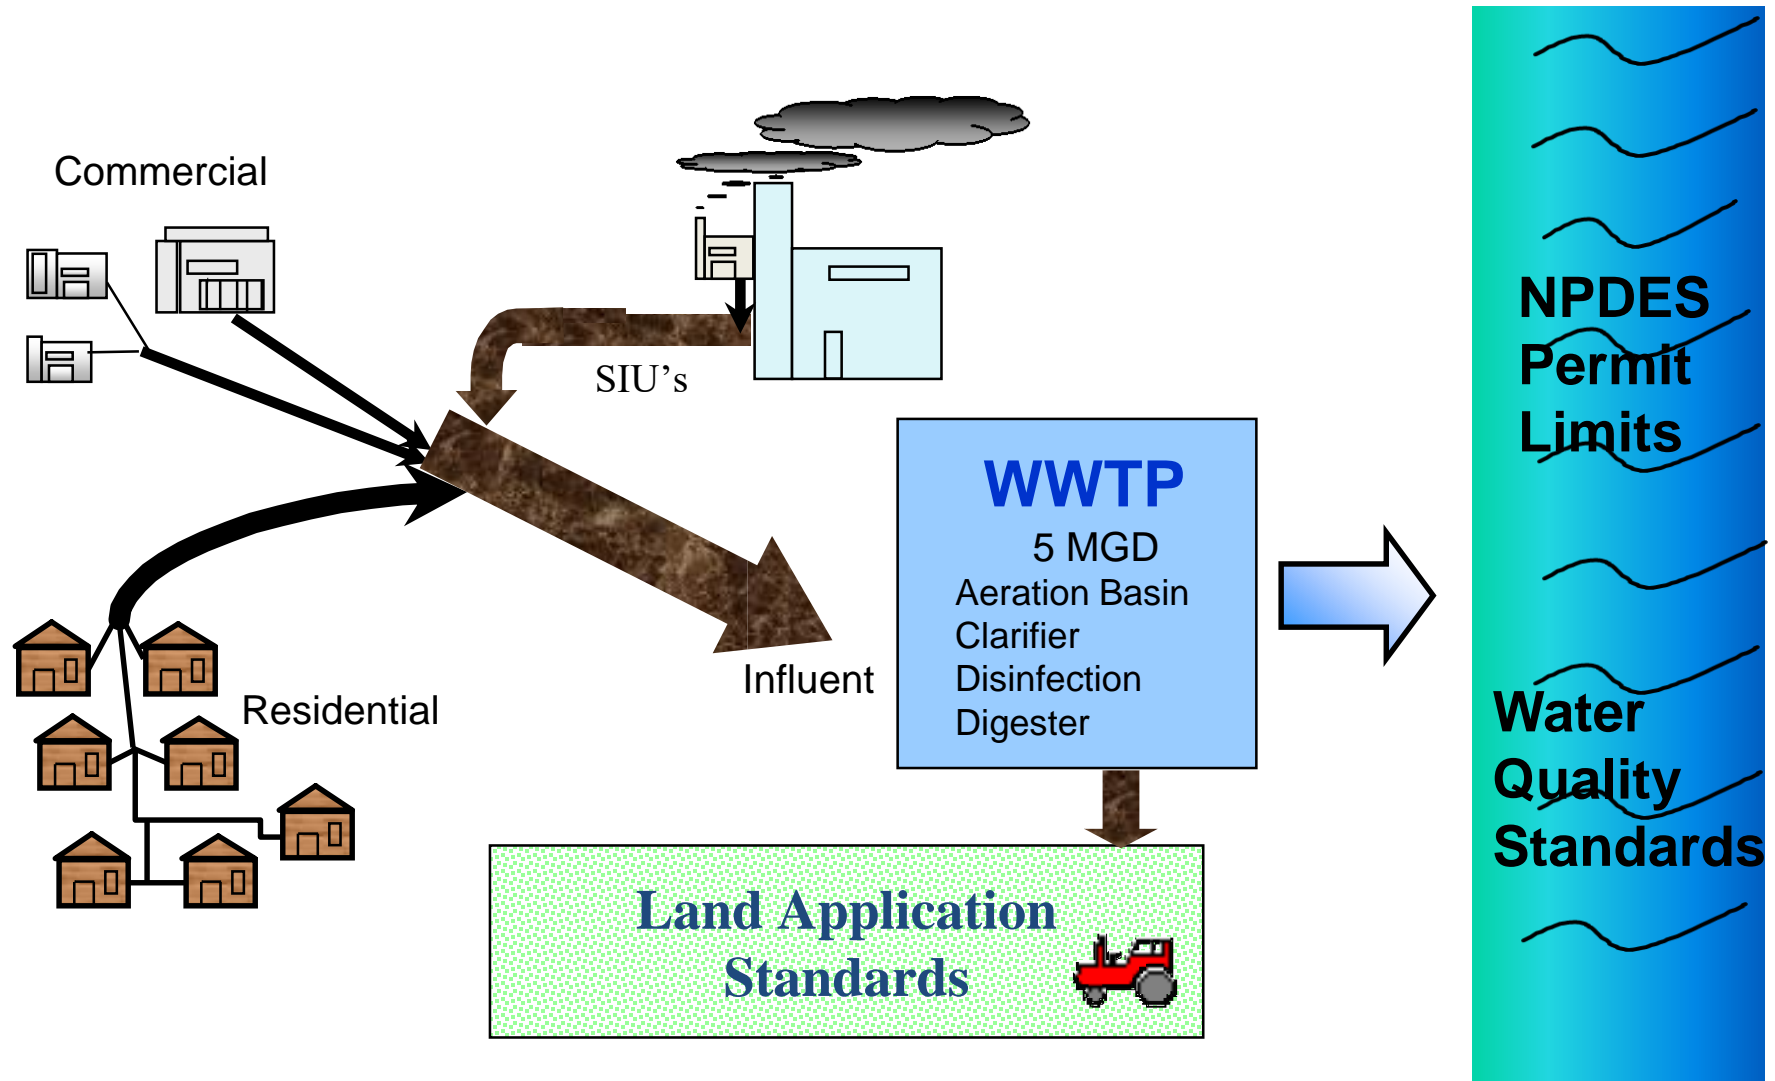 Commercial
SIU's
Residential
Influent
WWTP
5 MGD
Aeration Basin
Clarifier
Disinfection
Digester
Land Application
Standards
NPDES
Permit
Limits
Water
Quality
Standards